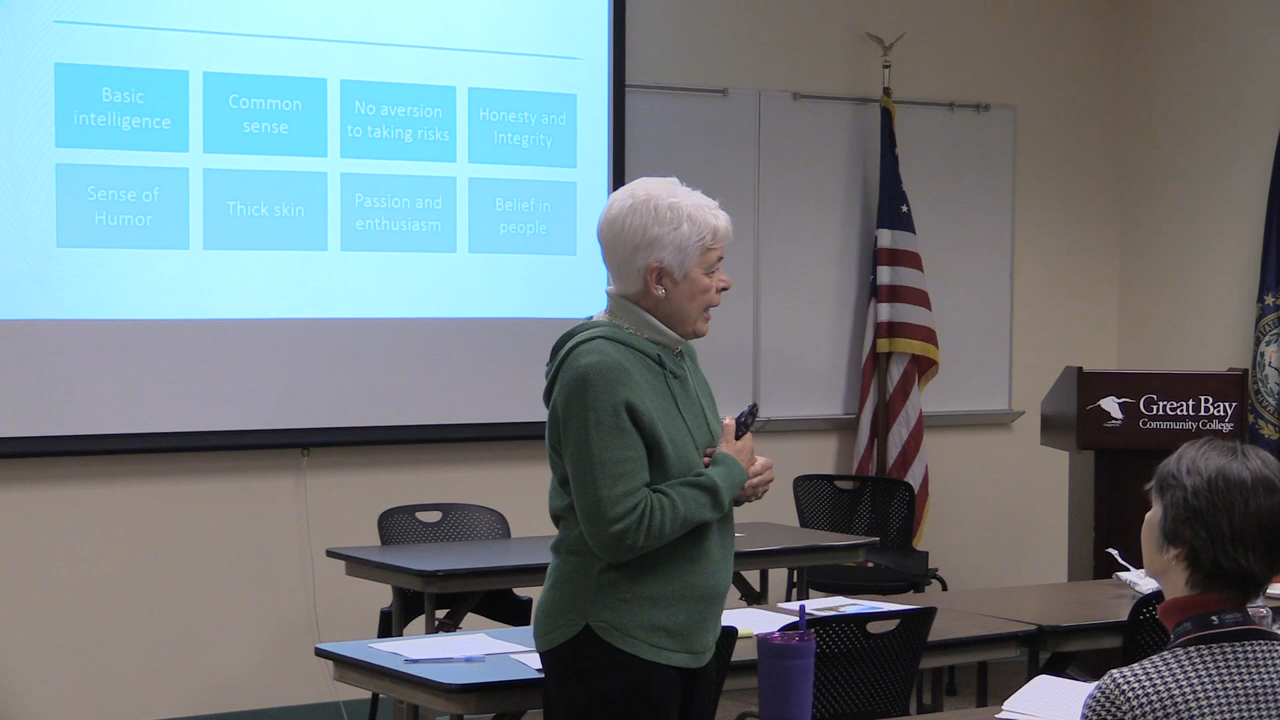 Basic
intelligence
Common
sense
No aversion
to taking risks
Honesty and
Integrity
Sense of
Humor
Thick skin
Passion and
enthusiasm
Belief in
people
Great Bay
Community College